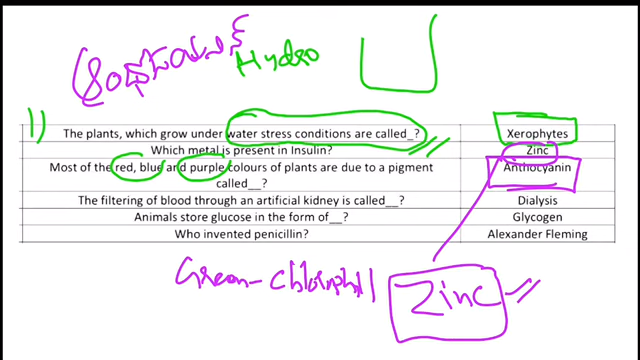 Hydro
1)
The plants, which grow under water stress conditions are called_? Xerophytes
Which metal is present in Insulin? Zinc
Most of the red, blue and purple colours of plants are due to a pigment called__? Anthocyanin
The filtering of blood through an artificial kidney is called__? Dialysis
Animals store glucose in the form of__? Glycogen
Who invented penicillin? Alexander Fleming
Green-
Zinc